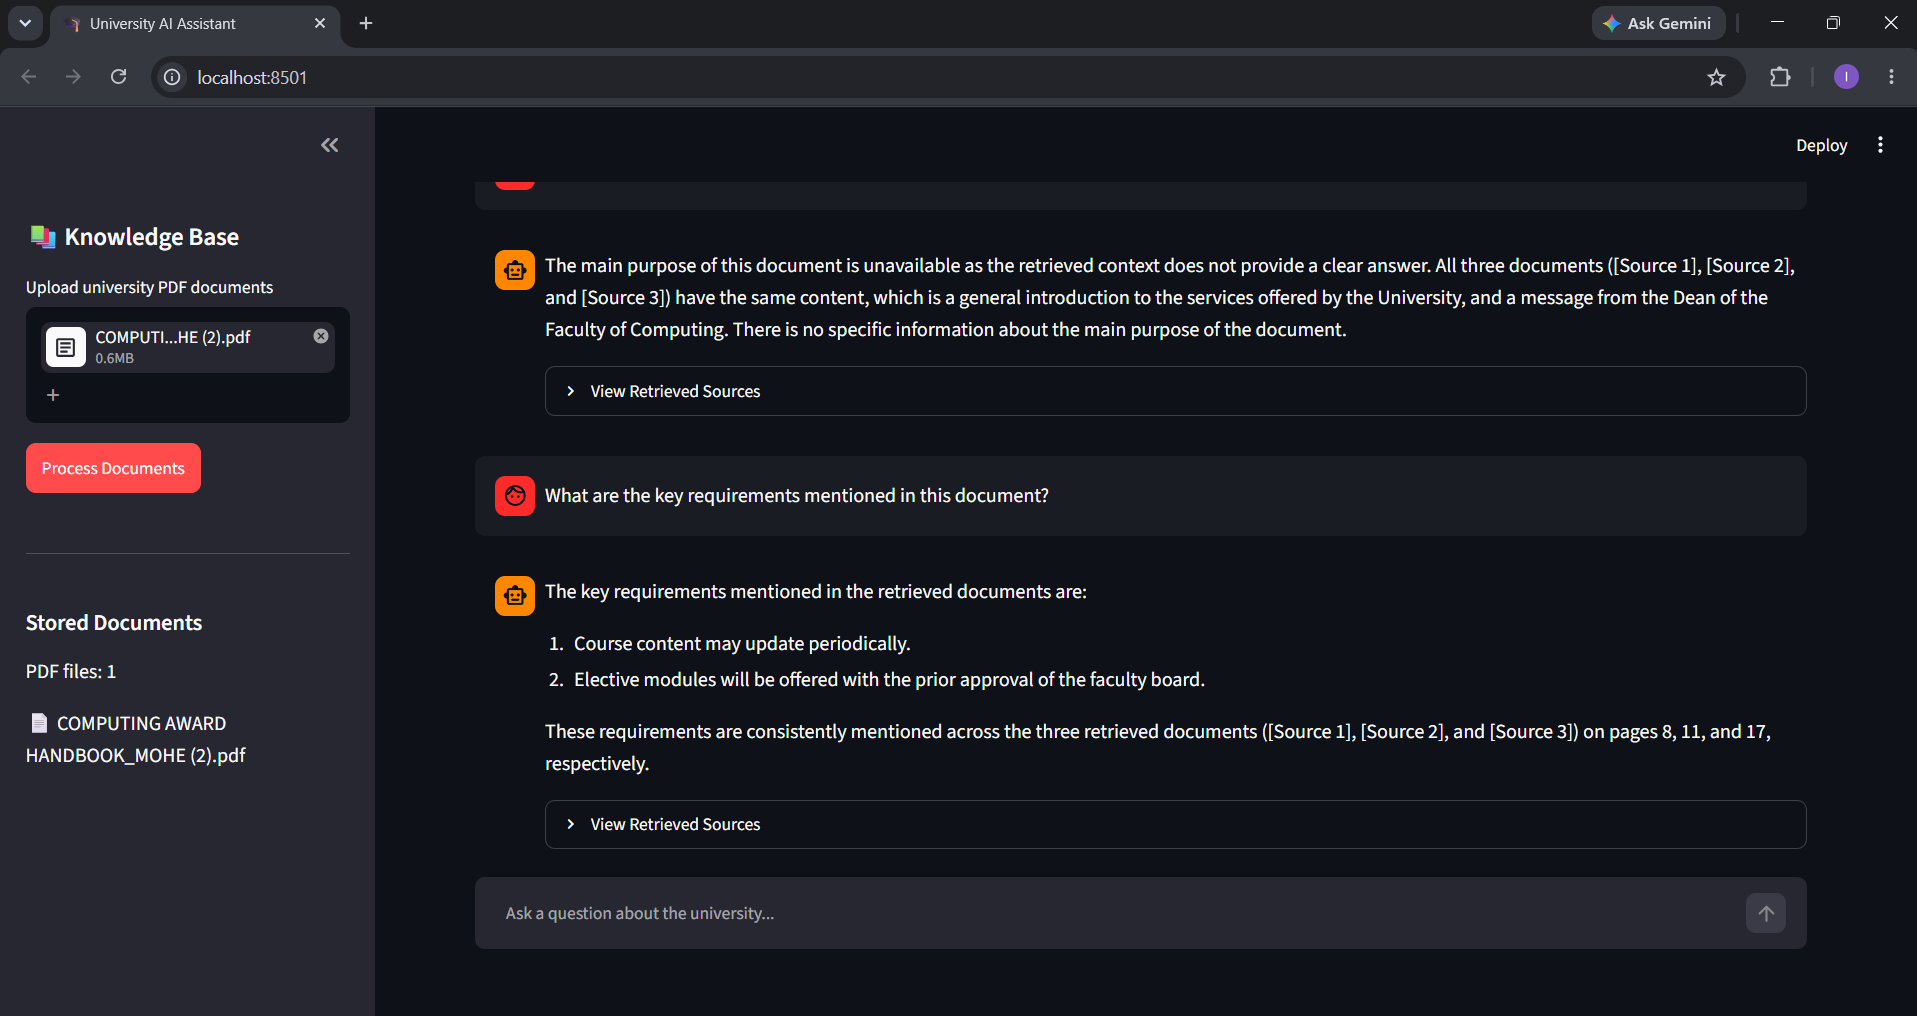 University AI Assistant
Ask Gemini
localhost:8501
I
Deploy
Knowledge Base
Upload university PDF documents
COMPUTI...HE (2).pdf
0.6MB
Process Documents
Stored Documents
PDF files: 1
COMPUTING AWARD
HANDBOOK_MOHE (2).pdf
The main purpose of this document is unavailable as the retrieved context does not provide a clear answer. All three documents ([Source 1], [Source 2],
and [Source 3]) have the same content, which is a general introduction to the services offered by the University, and a message from the Dean of the
Faculty of Computing. There is no specific information about the main purpose of the document.
View Retrieved Sources
What are the key requirements mentioned in this document?
The key requirements mentioned in the retrieved documents are:
1. Course content may update periodically.
2. Elective modules will be offered with the prior approval of the faculty board.
These requirements are consistently mentioned across the three retrieved documents ([Source 1], [Source 2], and [Source 3]) on pages 8, 11, and 17,
respectively.
View Retrieved Sources
Ask a question about the university...